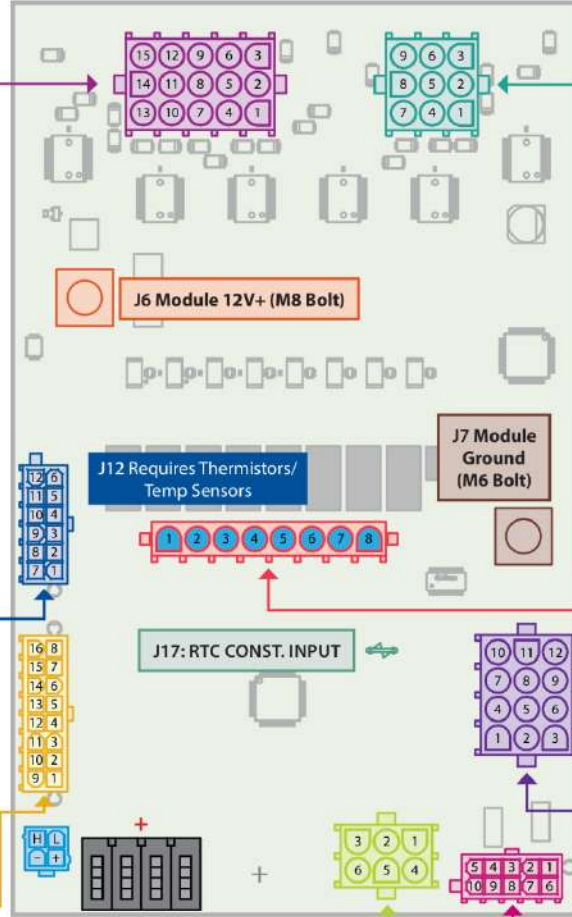 15 12 9 6 3
14 11 8 5 2
13 10 7 4 1
9 6 3
8 5 2
7 4 1
J6 Module 12V+ (M8 Bolt)
J7 Module
Ground
(M6 Bolt)
J12 Requires Thermistors/
Temp Sensors
12 6
11 5
10 4
9 3
8 2
7 1
1 2 3 4 5 6 7 8
J17: RTC CONST. INPUT
16 8
15 7
14 6
13 5
12 4
11 3
10 2
9 1
10 11 12
7 8 9
4 5 6
1 2 3
H L
- +
+
+
3 2 1
6 5 4
5 4 3 2 1
10 9 8 7 6